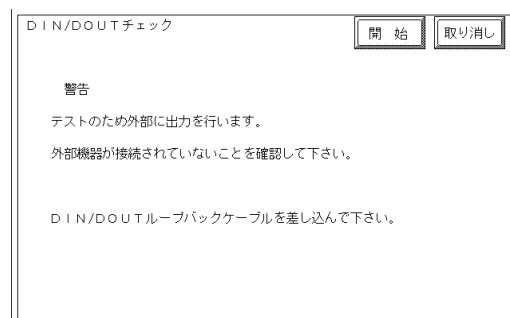 ＤＩＮ/ＤＯＵＴチェック
開　始
取り消し
警告
テストのため外部に出力を行います。
外部機器が接続されていないことを確認して下さい。
ＤＩＮ/ＤＯＵＴループバックケーブルを差し込んで下さい。